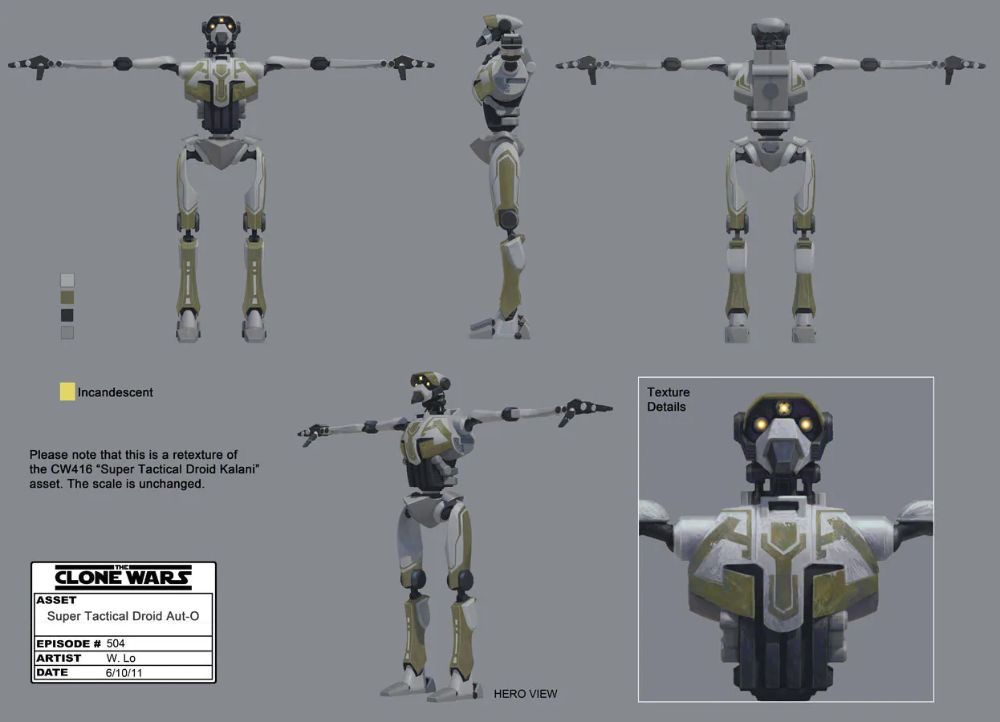 Incandescent
Please note that this is a retexture of
the CW416 "Super Tactical Droid Kalani"
asset. The scale is unchanged.
THE
CLONE WARS
ASSET
Super Tactical Droid Aut-O
EPISODE # 504
ARTIST W. Lo
DATE 6/10/11
HERO VIEW
Texture
Details